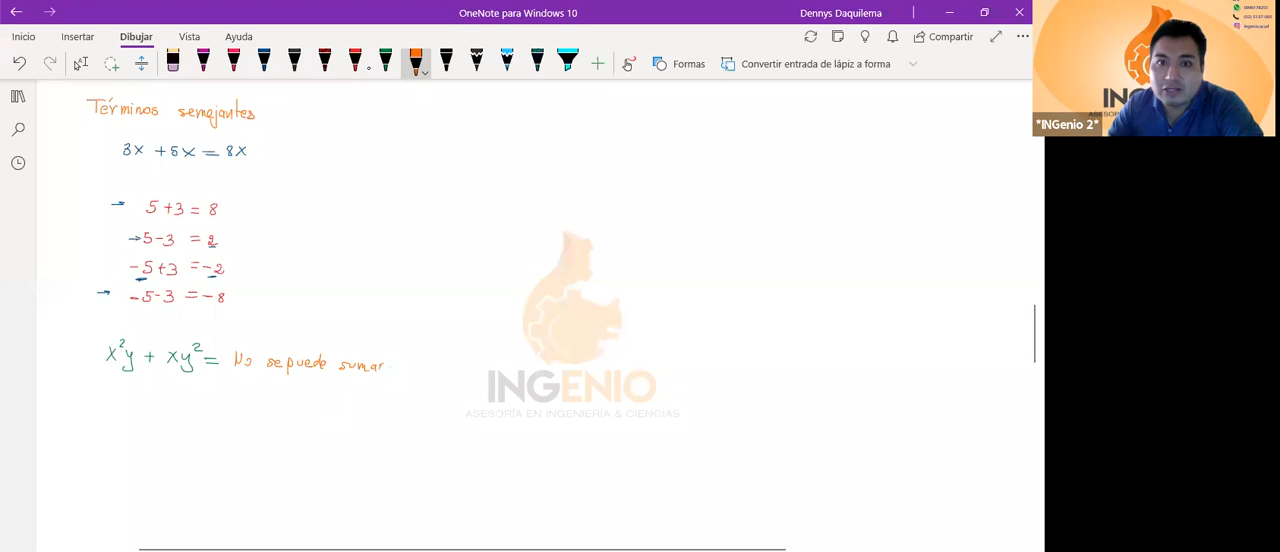 OneNote para Windows 10
Dennys Daquilema
Inicio Insertar Dibujar Vista Ayuda
Compartir
Formas
Convertir entrada de lápiz a forma
Términos semejantes
3x + 5x = 8x
5 + 3 = 8
5 - 3 = 2
-5 + 3 = -2
-5 - 3 = -8
x²y + xy² = No se puede sumar.
INGENIO
ASESORÍA EN INGENIERÍA & CIENCIAS
*INGenio 2*